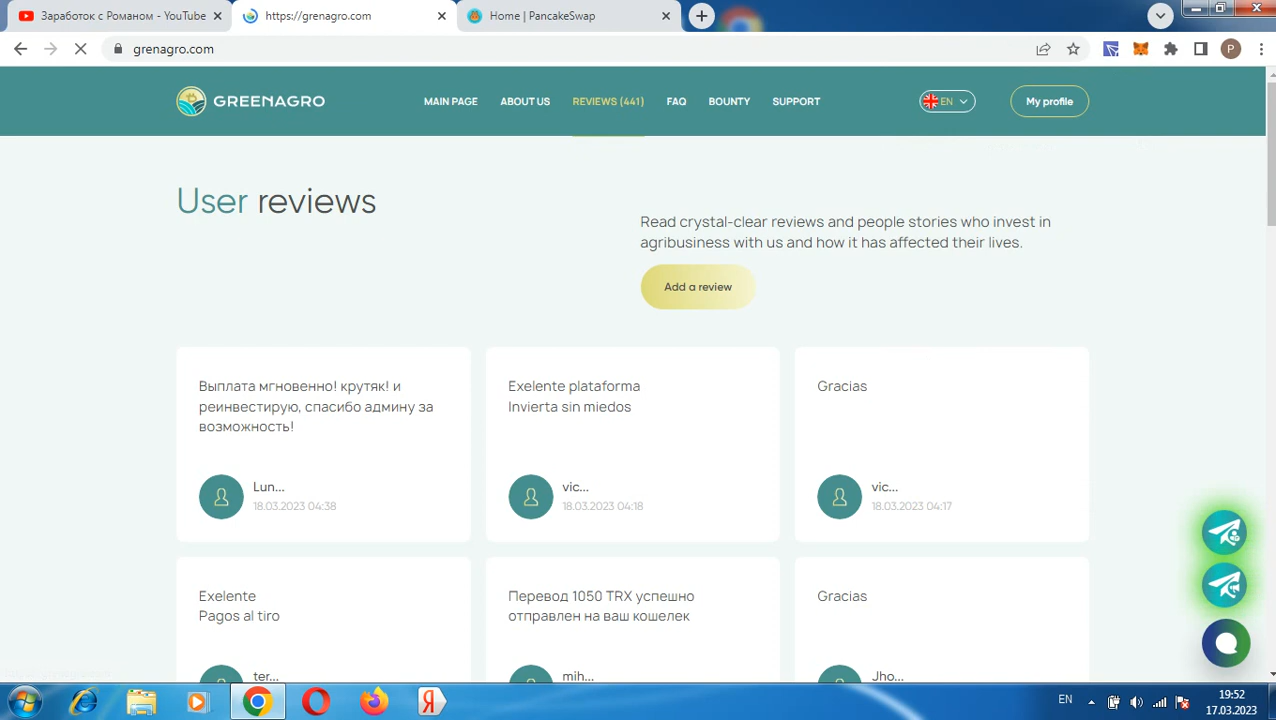 Заработок с Романом - YouTube
https://grenagro.com
Home | PancakeSwap
grenagro.com
P
GREENAGRO
MAIN PAGE
ABOUT US
REVIEWS (441)
FAQ
BOUNTY
SUPPORT
EN
My profile
User reviews
Read crystal-clear reviews and people stories who invest in
agribusiness with us and how it has affected their lives.
Add a review
Выплата мгновенно! крутяк! и
реинвестирую, спасибо админу за
возможность!
Lun...
18.03.2023 04:38
Exelente plataforma
Invierta sin miedos
vic...
18.03.2023 04:18
Gracias
vic...
18.03.2023 04:17
Exelente
Pagos al tiro
ter...
Перевод 1050 TRX успешно
отправлен на ваш кошелек
mih...
Gracias
Jho...
EN
19:52
17.03.2023